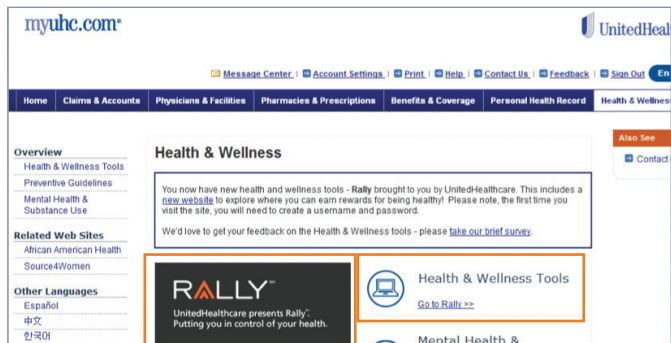 myuhc.com®
UnitedHeal
Message Center | Account Settings | Print | Help | Contact Us | Feedback | Sign Out En
Home Claims & Accounts Physicians & Facilities Pharmacies & Prescriptions Benefits & Coverage Personal Health Record Health & Wellness
Also See
Contact
Overview
Health & Wellness Tools
Preventive Guidelines
Mental Health &
Substance Use
Related Web Sites
African American Health
Source4Women
Other Languages
Español
中文
한국어
Health & Wellness
You now have new health and wellness tools - Rally brought to you by UnitedHealthcare. This includes a
new website to explore where you can earn rewards for being healthy! Please note, the first time you
visit the site, you will need to create a username and password.
We'd love to get your feedback on the Health & Wellness tools - please take our brief survey.
RALLY℠
UnitedHealthcare presents Rally℠.
Putting you in control of your health.
Health & Wellness Tools
Go to Rally >>
Mental Health &